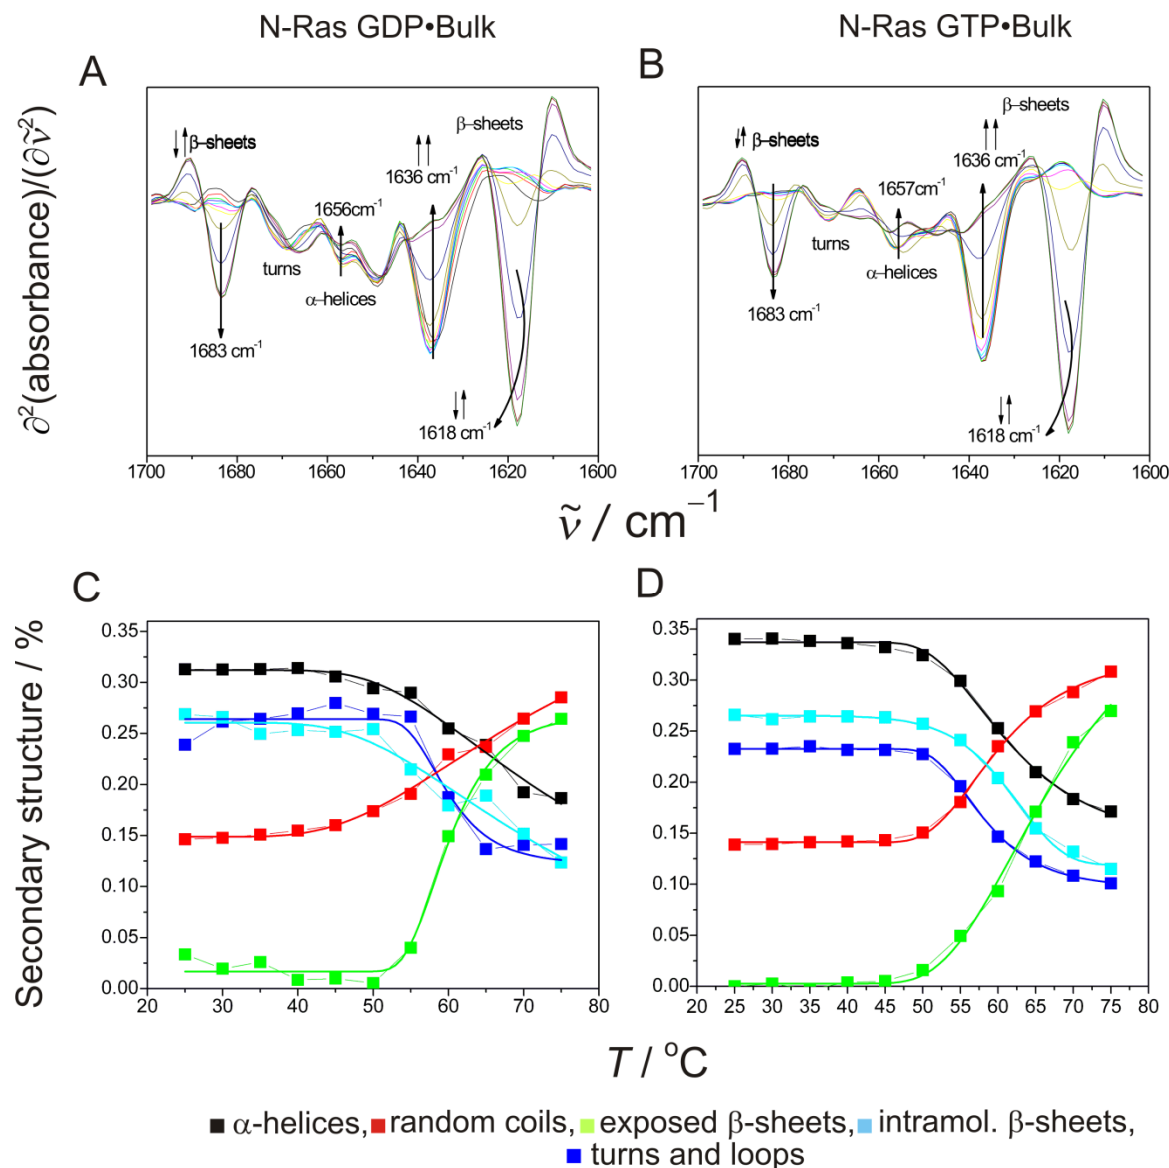 N-Ras GDP•Bulk
N-Ras GTP•Bulk
A
B
∂²(absorbance)/(∂ν̃²)
β–sheets
β–sheets
1636 cm⁻¹
1656cm⁻¹
turns
α–helices
1683 cm⁻¹
1618 cm⁻¹
1700 1680 1660 1640 1620 1600
β–sheets
β–sheets
1636 cm⁻¹
1657cm⁻¹
turns
α–helices
1683 cm⁻¹
1618 cm⁻¹
1700 1680 1660 1640 1620 1600
ν̃ / cm⁻¹
C
D
Secondary structure / %
0.35
0.30
0.25
0.20
0.15
0.10
0.05
0.00
20 30 40 50 60 70 80
0.35
0.30
0.25
0.20
0.15
0.10
0.05
0.00
20 25 30 35 40 45 50 55 60 65 70 75 80
T / °C
α-helices, random coils, exposed β-sheets, intramol. β-sheets,
turns and loops